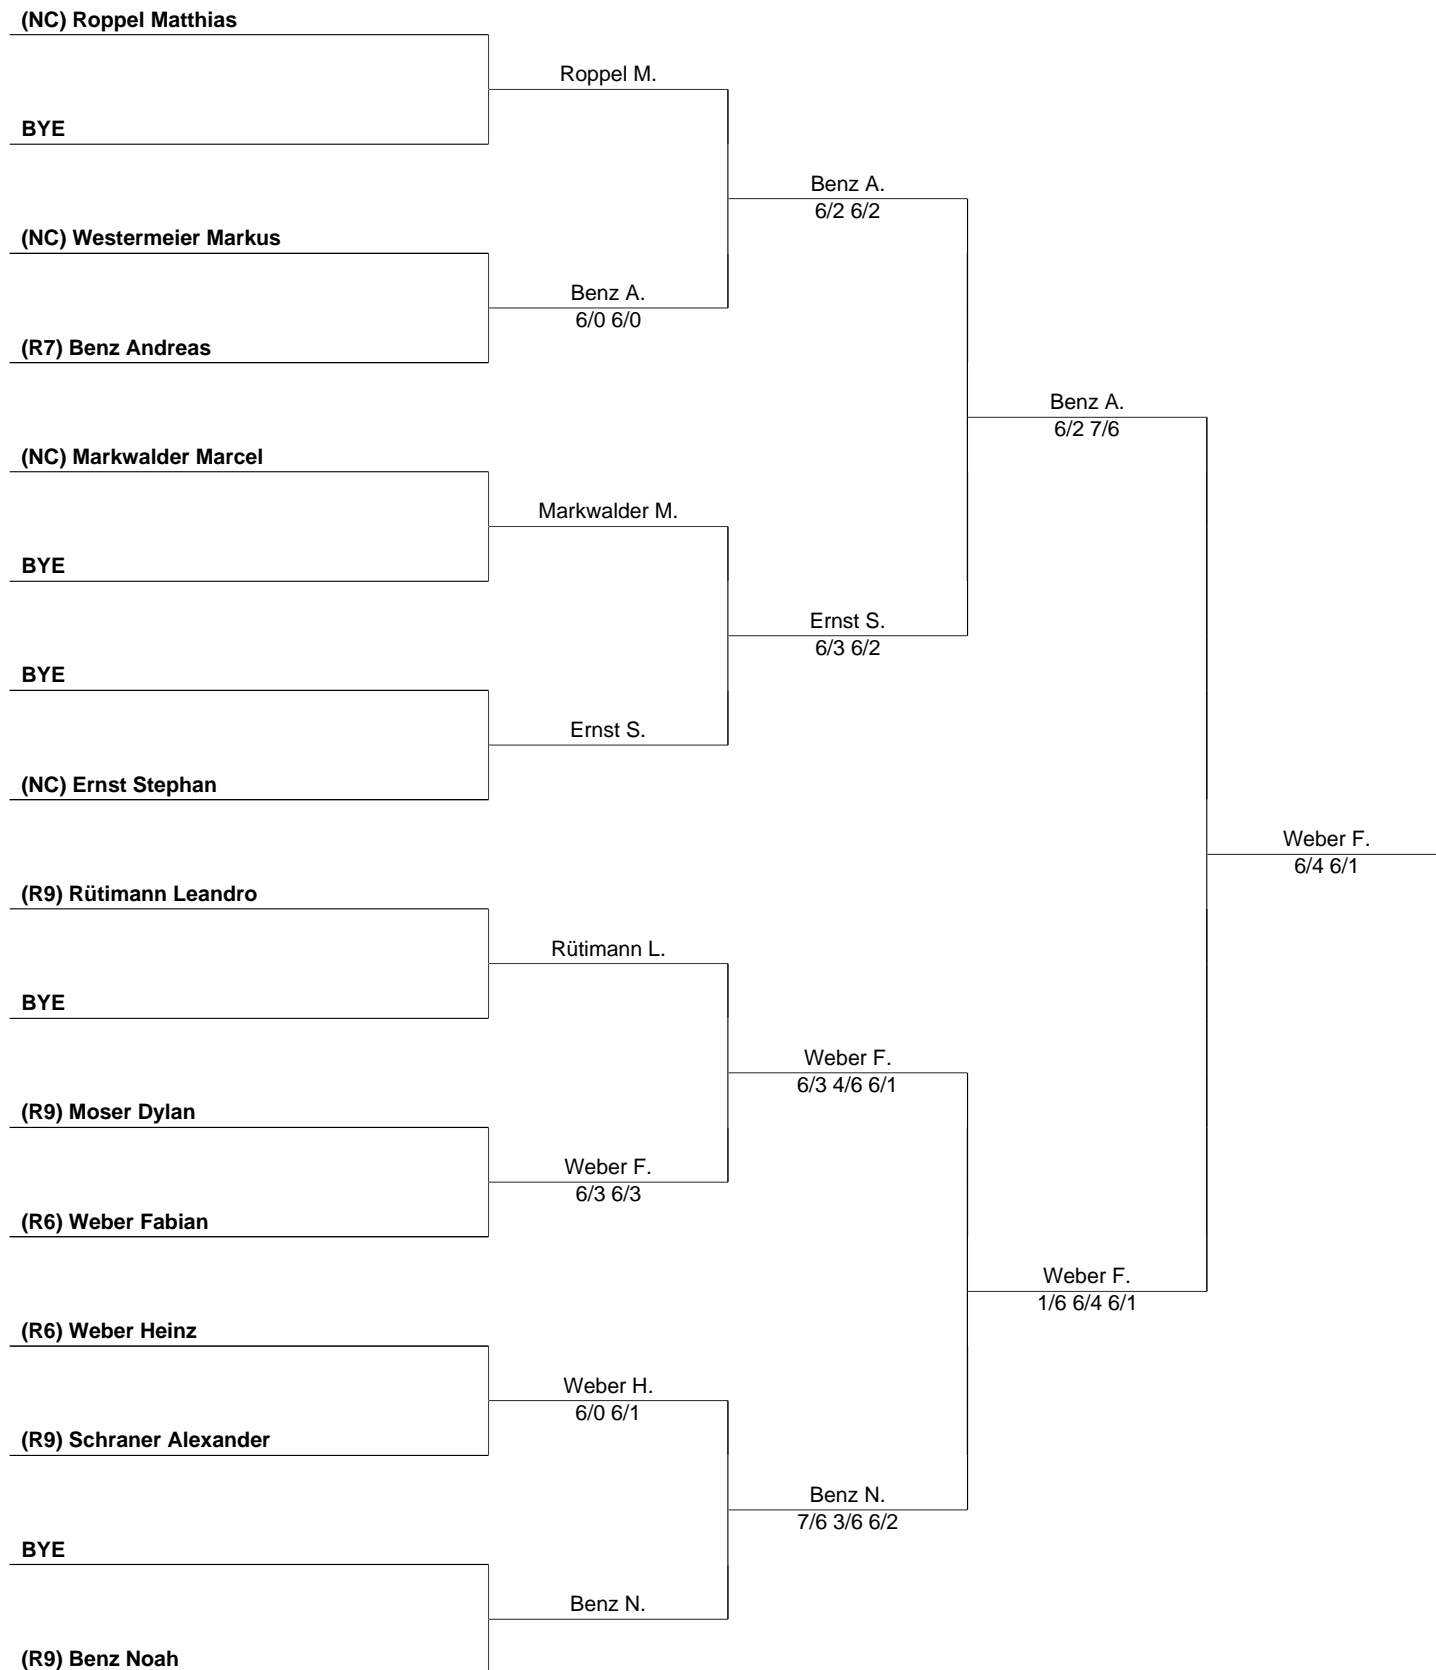 (NC) Roppel Matthias
Roppel M.
BYE
Benz A.
6/2 6/2
(NC) Westermeier Markus
Benz A.
6/0 6/0
(R7) Benz Andreas
Benz A.
6/2 7/6
(NC) Markwalder Marcel
Markwalder M.
BYE
Ernst S.
6/3 6/2
BYE
Ernst S.
(NC) Ernst Stephan
Weber F.
6/4 6/1
(R9) Rütimann Leandro
Rütimann L.
BYE
Weber F.
6/3 4/6 6/1
(R9) Moser Dylan
Weber F.
6/3 6/3
(R6) Weber Fabian
Weber F.
1/6 6/4 6/1
(R6) Weber Heinz
Weber H.
6/0 6/1
(R9) Schraner Alexander
Benz N.
7/6 3/6 6/2
BYE
Benz N.
(R9) Benz Noah